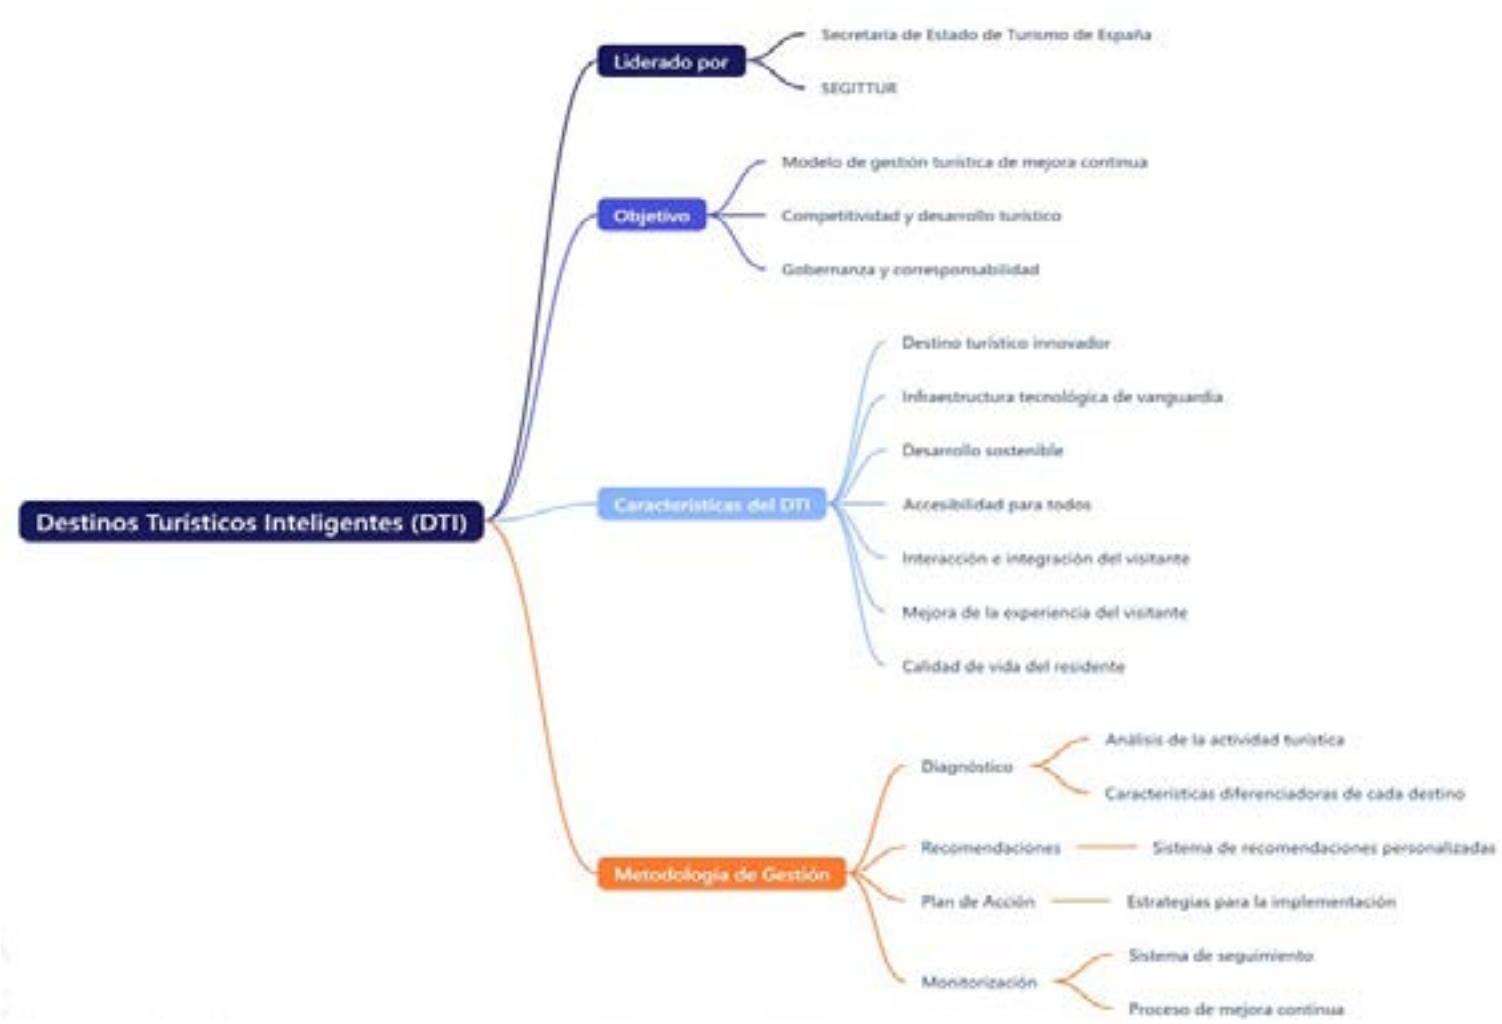 Destinos Turísticos Inteligentes (DTI)
Liderado por
Secretaría de Estado de Turismo de España
SEGITTUR
Objetivo
Modelo de gestión turística de mejora continua
Competitividad y desarrollo turístico
Gobernanza y corresponsabilidad
Características del DTI
Destino turístico innovador
Infraestructura tecnológica de vanguardia
Desarrollo sostenible
Accesibilidad para todos
Interacción e integración del visitante
Mejora de la experiencia del visitante
Calidad de vida del residente
Metodología de Gestión
Diagnóstico
Análisis de la actividad turística
Características diferenciadoras de cada destino
Recomendaciones
Sistema de recomendaciones personalizadas
Plan de Acción
Estrategias para la implementación
Monitorización
Sistema de seguimiento
Proceso de mejora continua